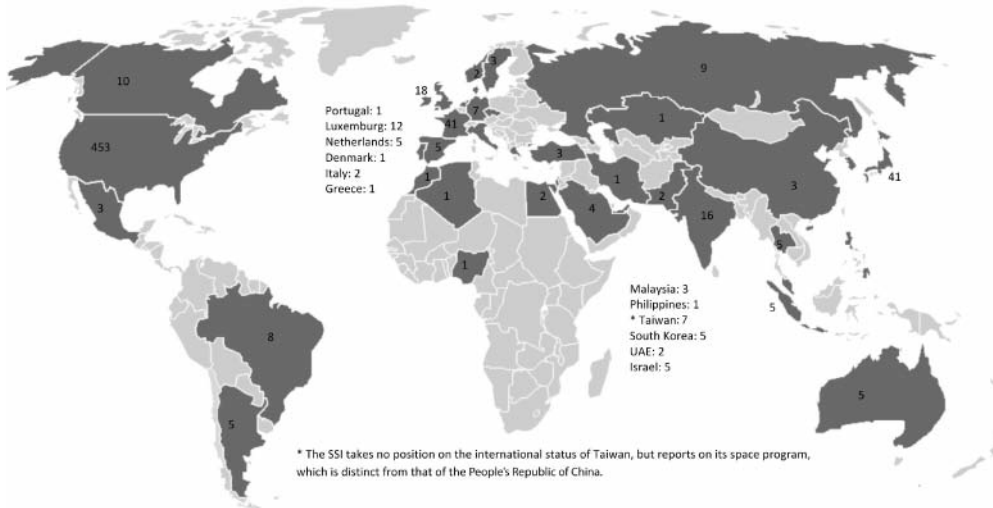 3
2
9
10
18
7
Portugal: 1
Luxemburg: 12
Netherlands: 5
Denmark: 1
Italy: 2
Greece: 1
41
1
453
5
3
1
41
3
1
1
2
4
2
16
3
1
5
Malaysia: 3
Philippines: 1
* Taiwan: 7
South Korea: 5
UAE: 2
Israel: 5
5
8
5
5
* The SSI takes no position on the international status of Taiwan, but reports on its space program,
which is distinct from that of the People's Republic of China.